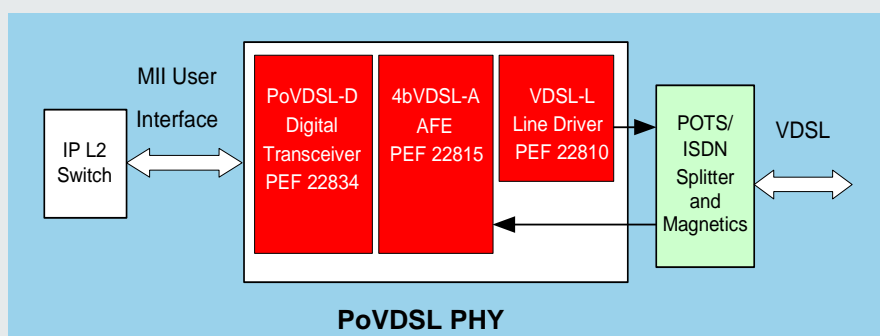 IP L2
Switch
MII User
Interface
PoVDSL-D
Digital
Transceiver
PEF 22834
4bVDSL-A
AFE
PEF 22815
VDSL-L
Line Driver
PEF 22810
POTS/
ISDN
Splitter
and
Magnetics
VDSL
PoVDSL PHY